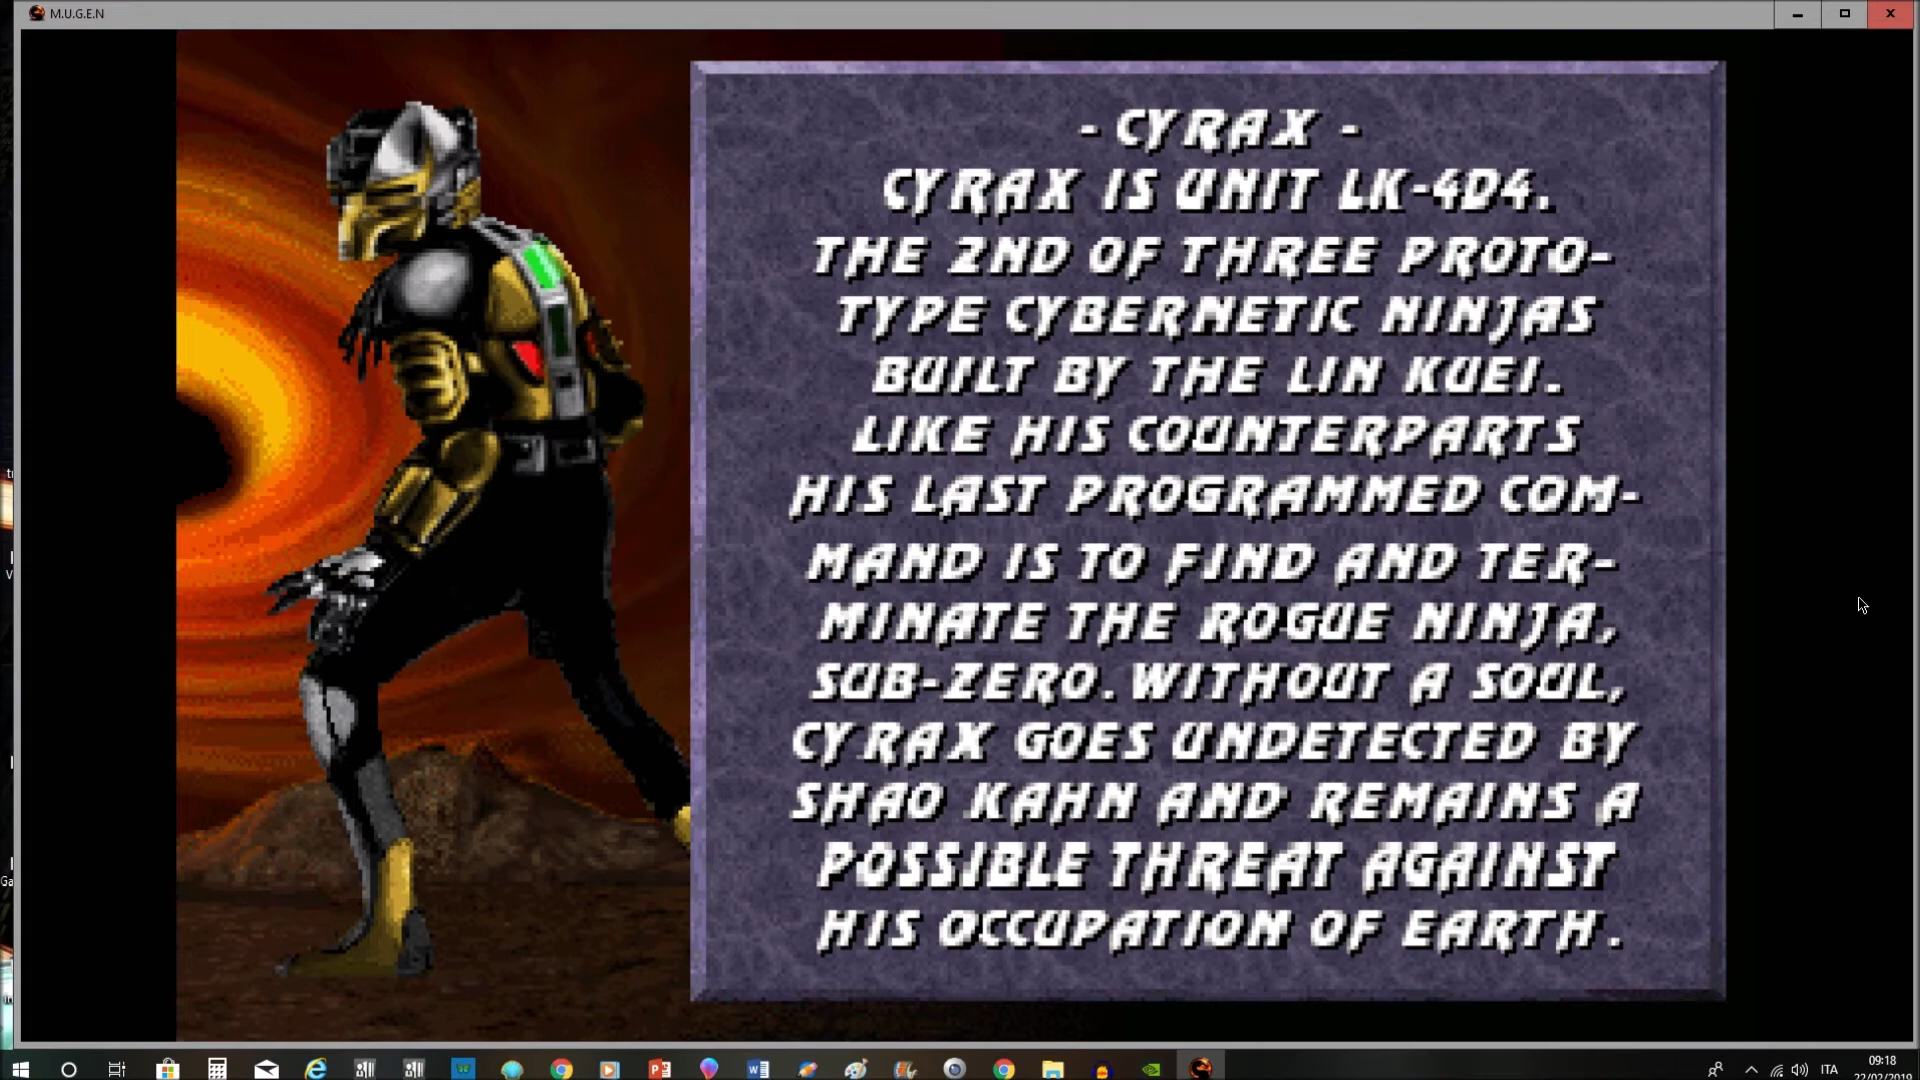 M.U.G.E.N
- CYRAX -
CYRAX IS UNIT LK-4D4.
THE 2ND OF THREE PROTO-
TYPE CYBERNETIC NINJAS
BUILT BY THE LIN KUEI.
LIKE HIS COUNTERPARTS
HIS LAST PROGRAMMED COM-
MAND IS TO FIND AND TER-
MINATE THE ROGUE NINJA,
SUB-ZERO. WITHOUT A SOUL,
CYRAX GOES UNDETECTED BY
SHAO KAHN AND REMAINS A
POSSIBLE THREAT AGAINST
HIS OCCUPATION OF EARTH.
ITA
09:18
22/02/2019